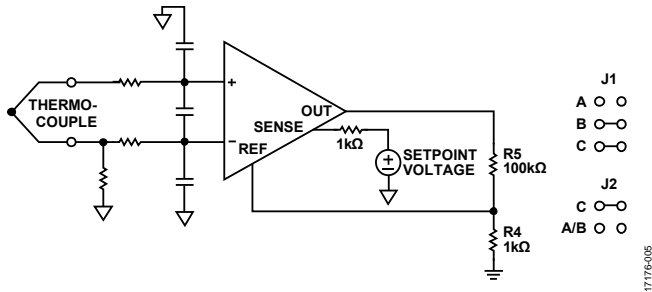 THERMO-
COUPLE
+
−
OUT
SENSE
REF
1kΩ
+
−
SETPOINT
VOLTAGE
R5
100kΩ
R4
1kΩ
J1
A
B
C
J2
C
A/B
17176-005